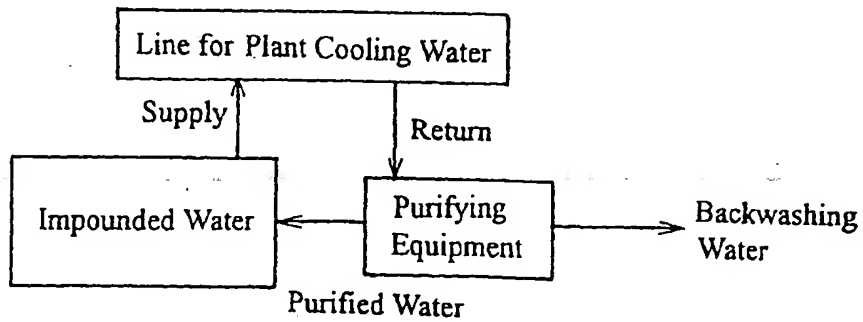 Line for Plant Cooling Water
Supply
Return
Impounded Water
Purifying
Equipment
Backwashing
Water
Purified Water